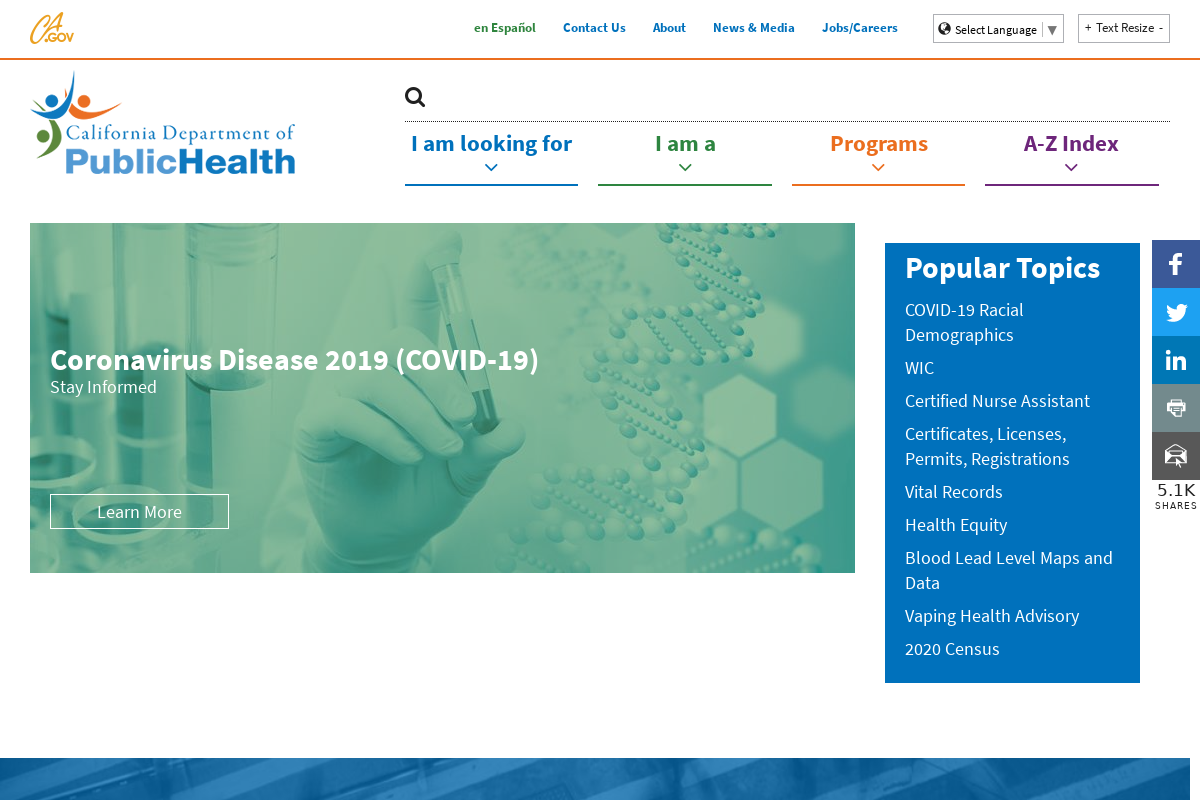 CA.GOV
en Español
Contact Us
About
News & Media
Jobs/Careers
Select Language ▼
+ Text Resize -
California Department of
PublicHealth
I am looking for
I am a
Programs
A-Z Index
Coronavirus Disease 2019 (COVID-19)
Stay Informed
Learn More
Popular Topics
COVID-19 Racial
Demographics
WIC
Certified Nurse Assistant
Certificates, Licenses,
Permits, Registrations
Vital Records
Health Equity
Blood Lead Level Maps and
Data
Vaping Health Advisory
2020 Census
5.1K
SHARES